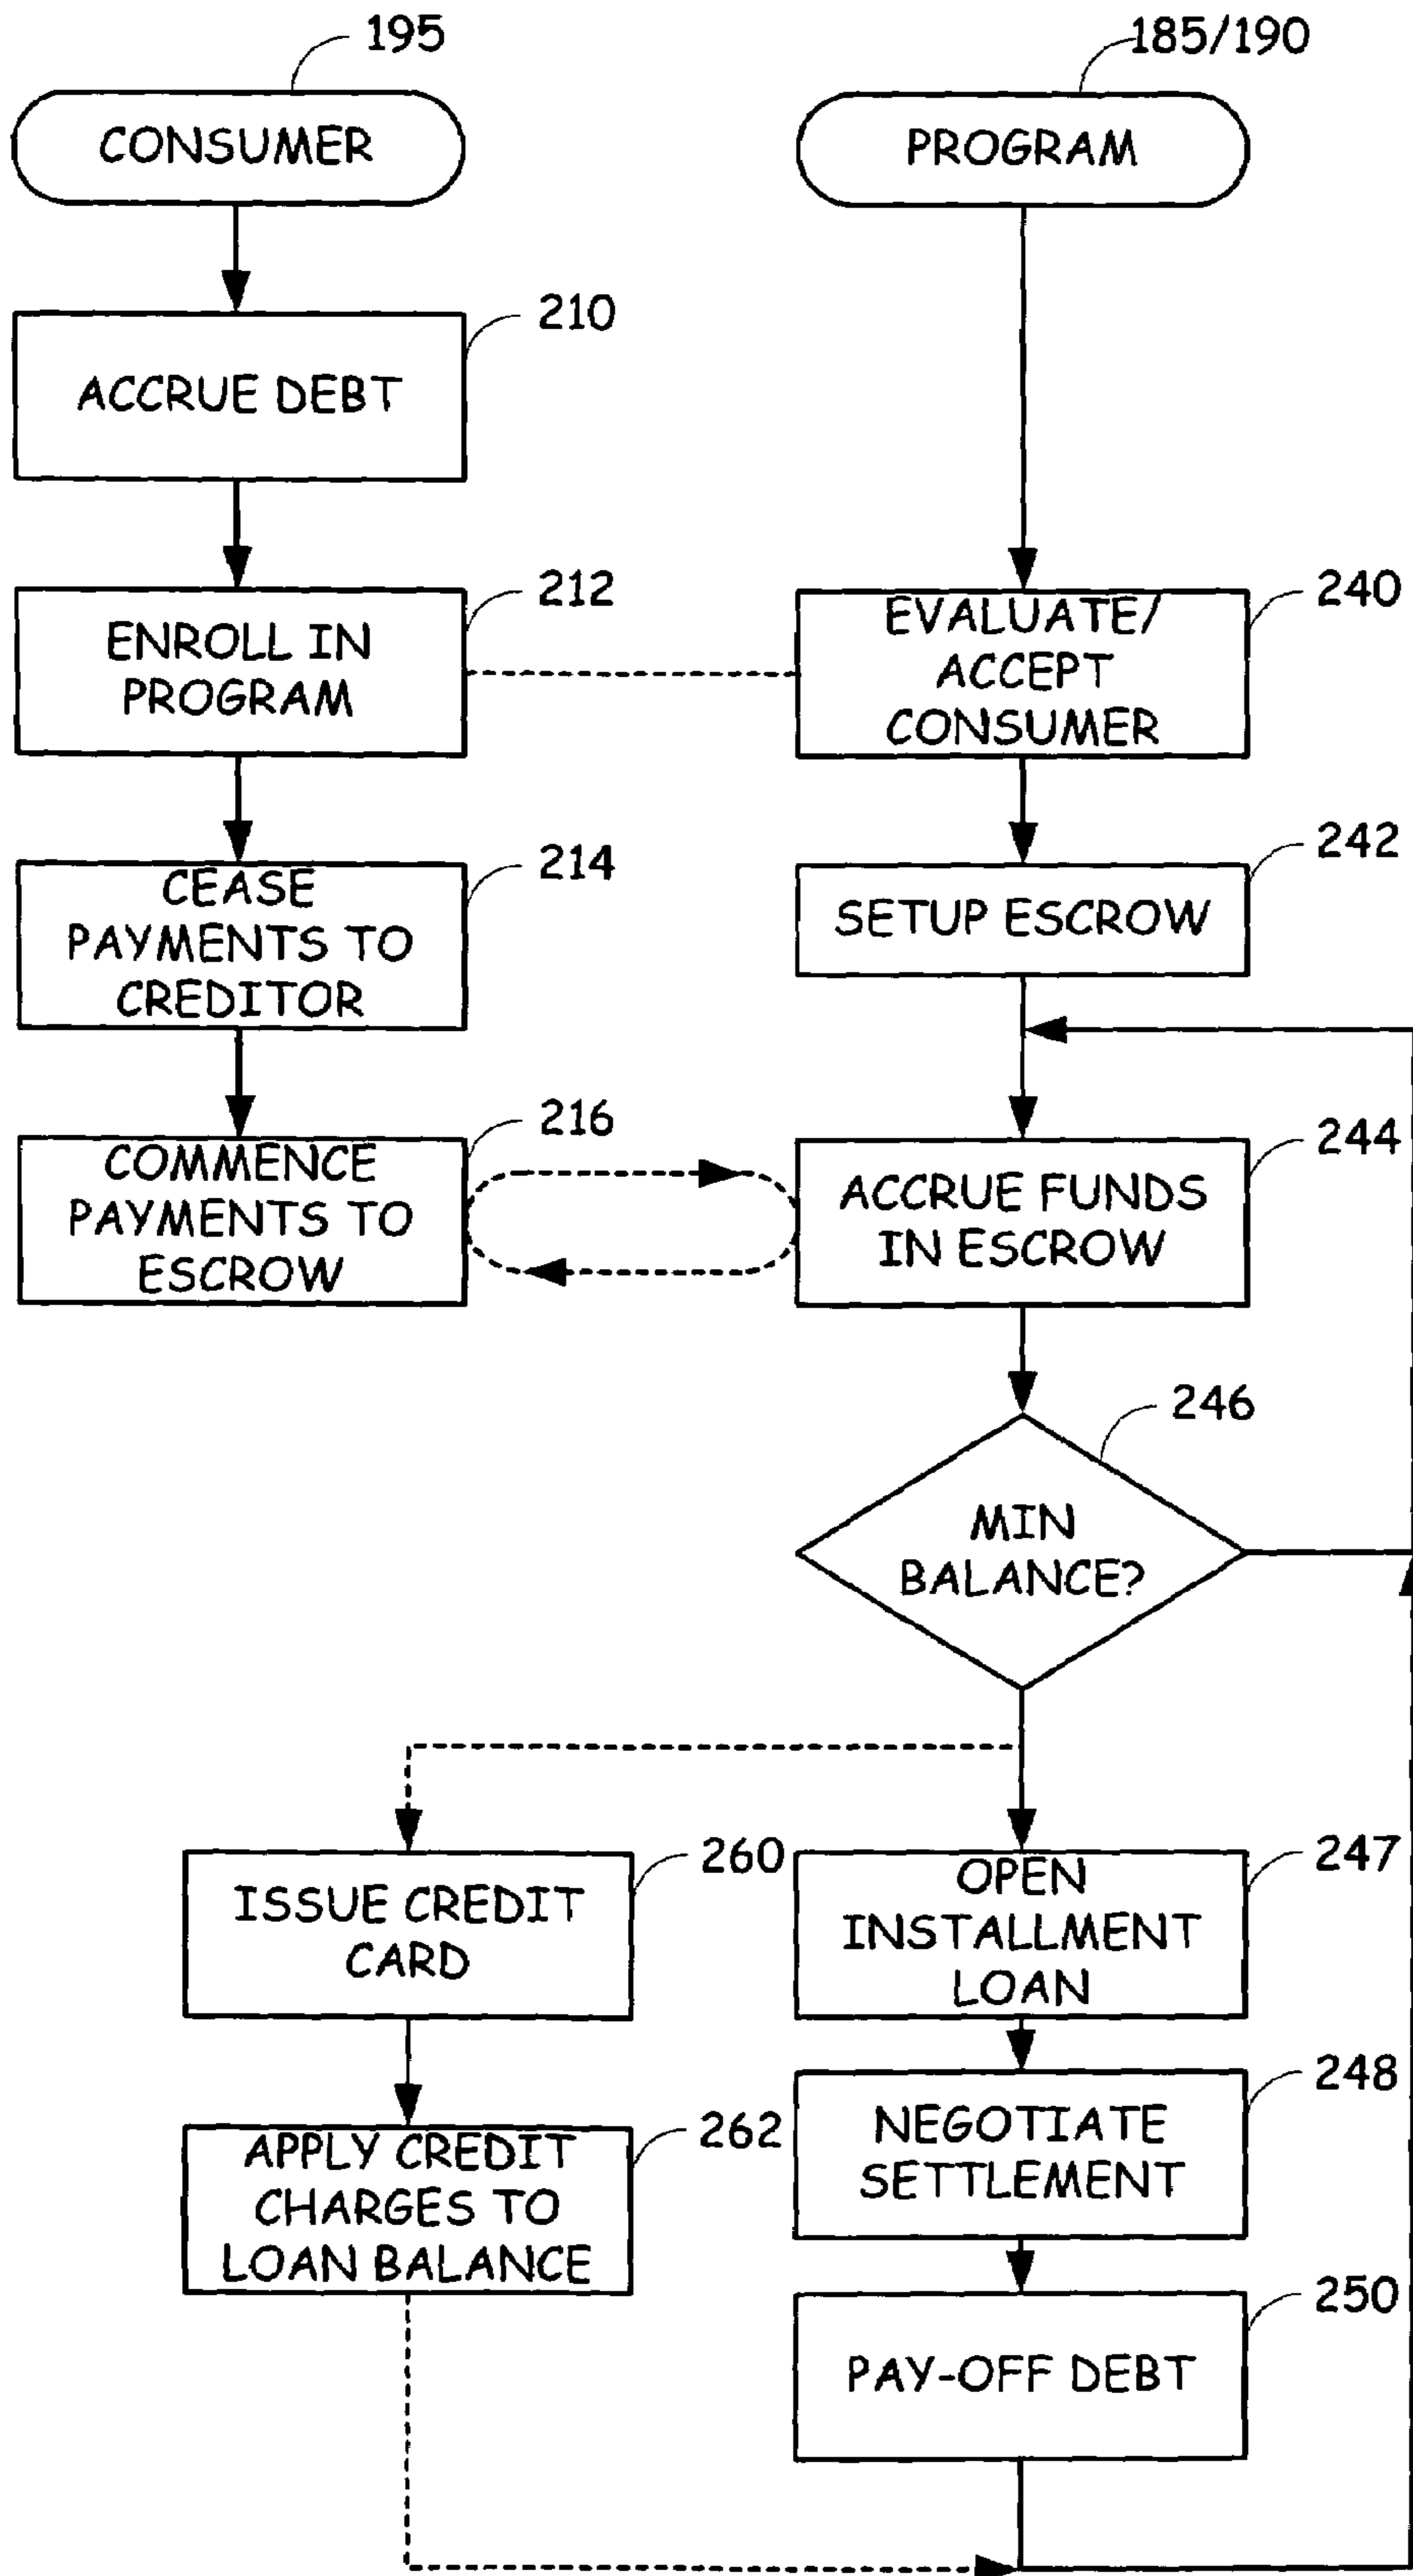 195
185/190
CONSUMER
PROGRAM
210
ACCRUE DEBT
212
ENROLL IN
PROGRAM
240
EVALUATE/
ACCEPT
CONSUMER
214
CEASE
PAYMENTS TO
CREDITOR
242
SETUP ESCROW
216
COMMENCE
PAYMENTS TO
ESCROW
244
ACCRUE FUNDS
IN ESCROW
246
MIN
BALANCE?
260
ISSUE CREDIT
CARD
247
OPEN
INSTALLMENT
LOAN
262
APPLY CREDIT
CHARGES TO
LOAN BALANCE
248
NEGOTIATE
SETTLEMENT
250
PAY-OFF DEBT